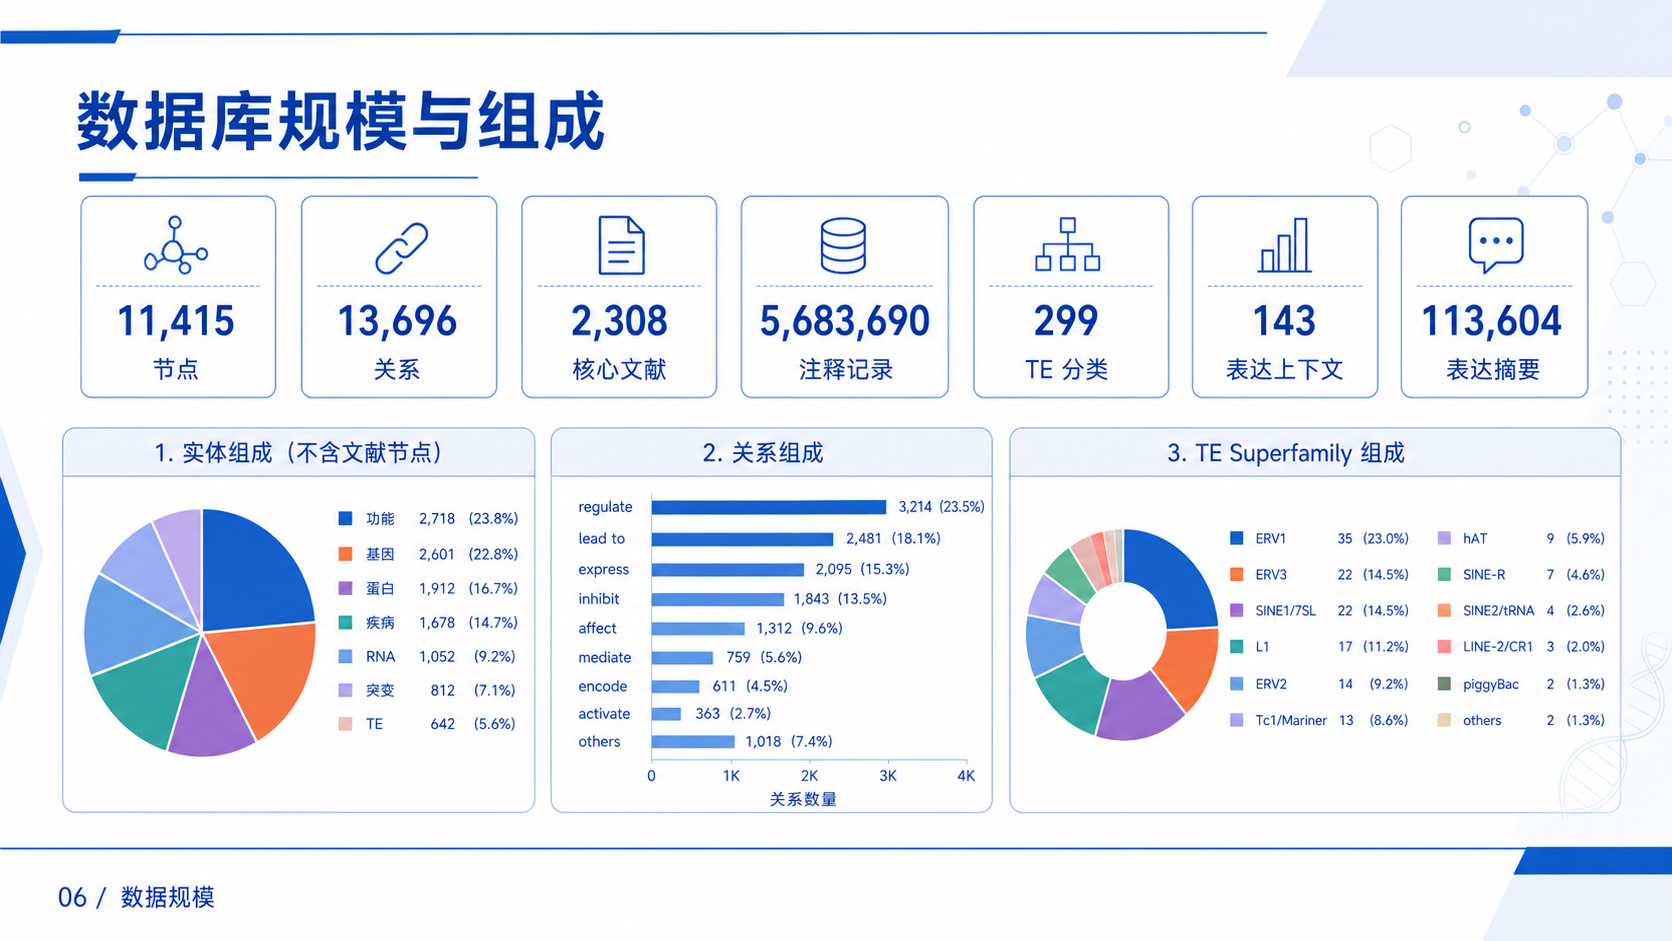 数据库规模与组成
11,415
节点
13,696
关系
2,308
核心文献
5,683,690
注释记录
299
TE 分类
143
表达上下文
113,604
表达摘要
1. 实体组成（不含文献节点）
功能 2,718 (23.8%)
基因 2,601 (22.8%)
蛋白 1,912 (16.7%)
疾病 1,678 (14.7%)
RNA 1,052 (9.2%)
突变 812 (7.1%)
TE 642 (5.6%)
2. 关系组成
regulate 3,214 (23.5%)
lead to 2,481 (18.1%)
express 2,095 (15.3%)
inhibit 1,843 (13.5%)
affect 1,312 (9.6%)
mediate 759 (5.6%)
encode 611 (4.5%)
activate 363 (2.7%)
others 1,018 (7.4%)
0 1K 2K 3K 4K
关系数量
3. TE Superfamily 组成
ERV1 35 (23.0%)
ERV3 22 (14.5%)
SINE1/7SL 22 (14.5%)
L1 17 (11.2%)
ERV2 14 (9.2%)
Tc1/Mariner 13 (8.6%)
hAT 9 (5.9%)
SINE-R 7 (4.6%)
SINE2/tRNA 4 (2.6%)
LINE-2/CR1 3 (2.0%)
piggyBac 2 (1.3%)
others 2 (1.3%)
06 / 数据规模